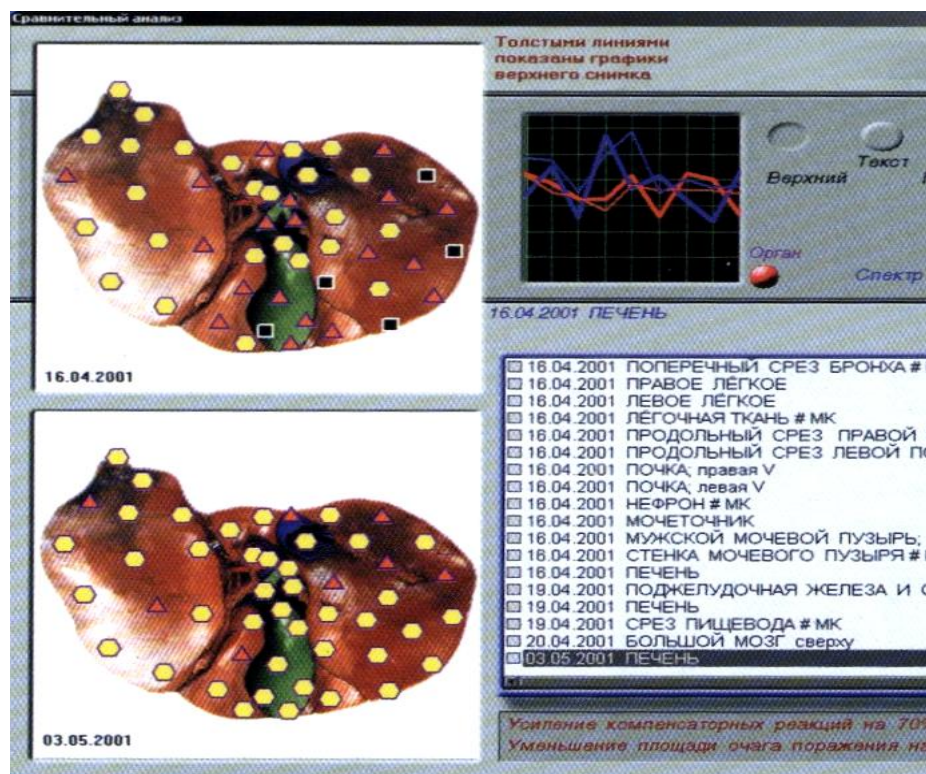 Сравнительный анализ
Толстыми линиями
показаны графики
верхнего снимка
Верхний
Текст
Орган
Спектр
16.04.2001
16.04.2001 ПЕЧЕНЬ
16.04.2001 ПОПЕРЕЧНЫЙ СРЕЗ БРОНХА #
16.04.2001 ПРАВОЕ ЛЁГКОЕ
16.04.2001 ЛЕВОЕ ЛЁГКОЕ
16.04.2001 ЛЁГОЧНАЯ ТКАНЬ # МК
16.04.2001 ПРОДОЛЬНЫЙ СРЕЗ ПРАВОЙ
16.04.2001 ПРОДОЛЬНЫЙ СРЕЗ ЛЕВОЙ ПО
16.04.2001 ПОЧКА; правая V
16.04.2001 ПОЧКА; левая V
16.04.2001 НЕФРОН # МК
16.04.2001 МОЧЕТОЧНИК
16.04.2001 МУЖСКОЙ МОЧЕВОЙ ПУЗЫРЬ;
16.04.2001 СТЕНКА МОЧЕВОГО ПУЗЫРЯ #
16.04.2001 ПЕЧЕНЬ
19.04.2001 ПОДЖЕЛУДОЧНАЯ ЖЕЛЕЗА И
19.04.2001 ПЕЧЕНЬ
19.04.2001 СРЕЗ ПИЩЕВОДА # МК
20.04.2001 БОЛЬШОЙ МОЗГ сверху
03.05.2001 ПЕЧЕНЬ
03.05.2001
Усиление компенсаторных реакций на 70%
Уменьшение площади очага поражения на